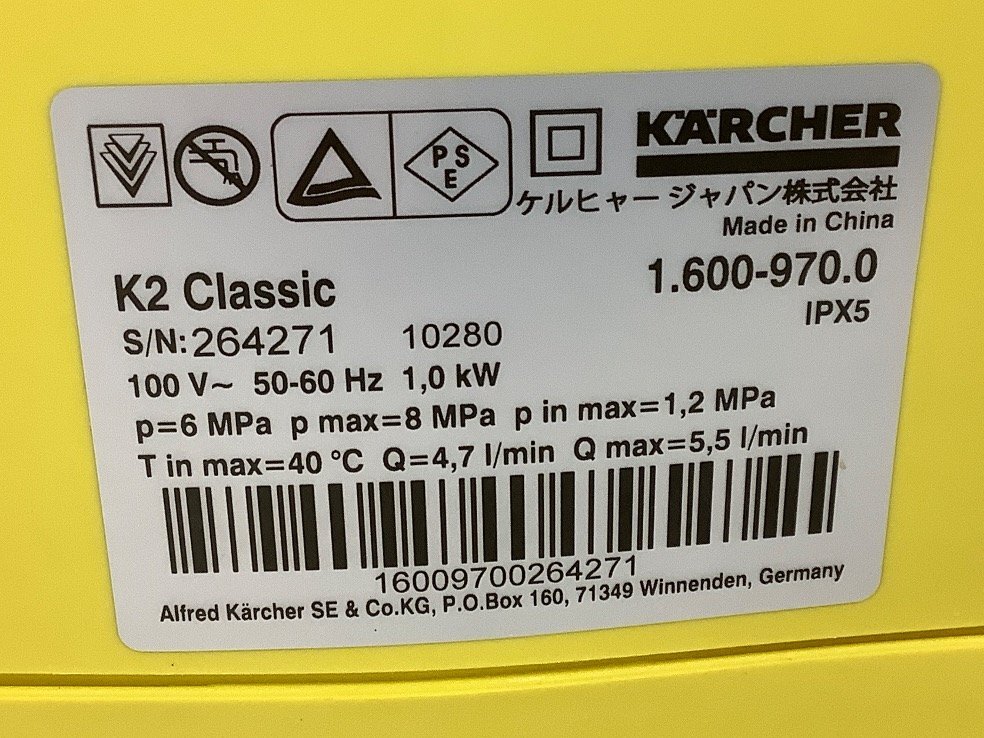 P S
E
KÄRCHER
ケルヒャー ジャパン株式会社
Made in China
K2 Classic
1.600-970.0
IPX5
S/N: 264271 10280
100 V~ 50-60 Hz 1,0 kW
p=6 MPa p max=8 MPa p in max=1,2 MPa
T in max=40 °C Q=4,7 l/min Q max=5,5 l/min
16009700264271
Alfred Kärcher SE & Co.KG, P.O.Box 160, 71349 Winnenden, Germany